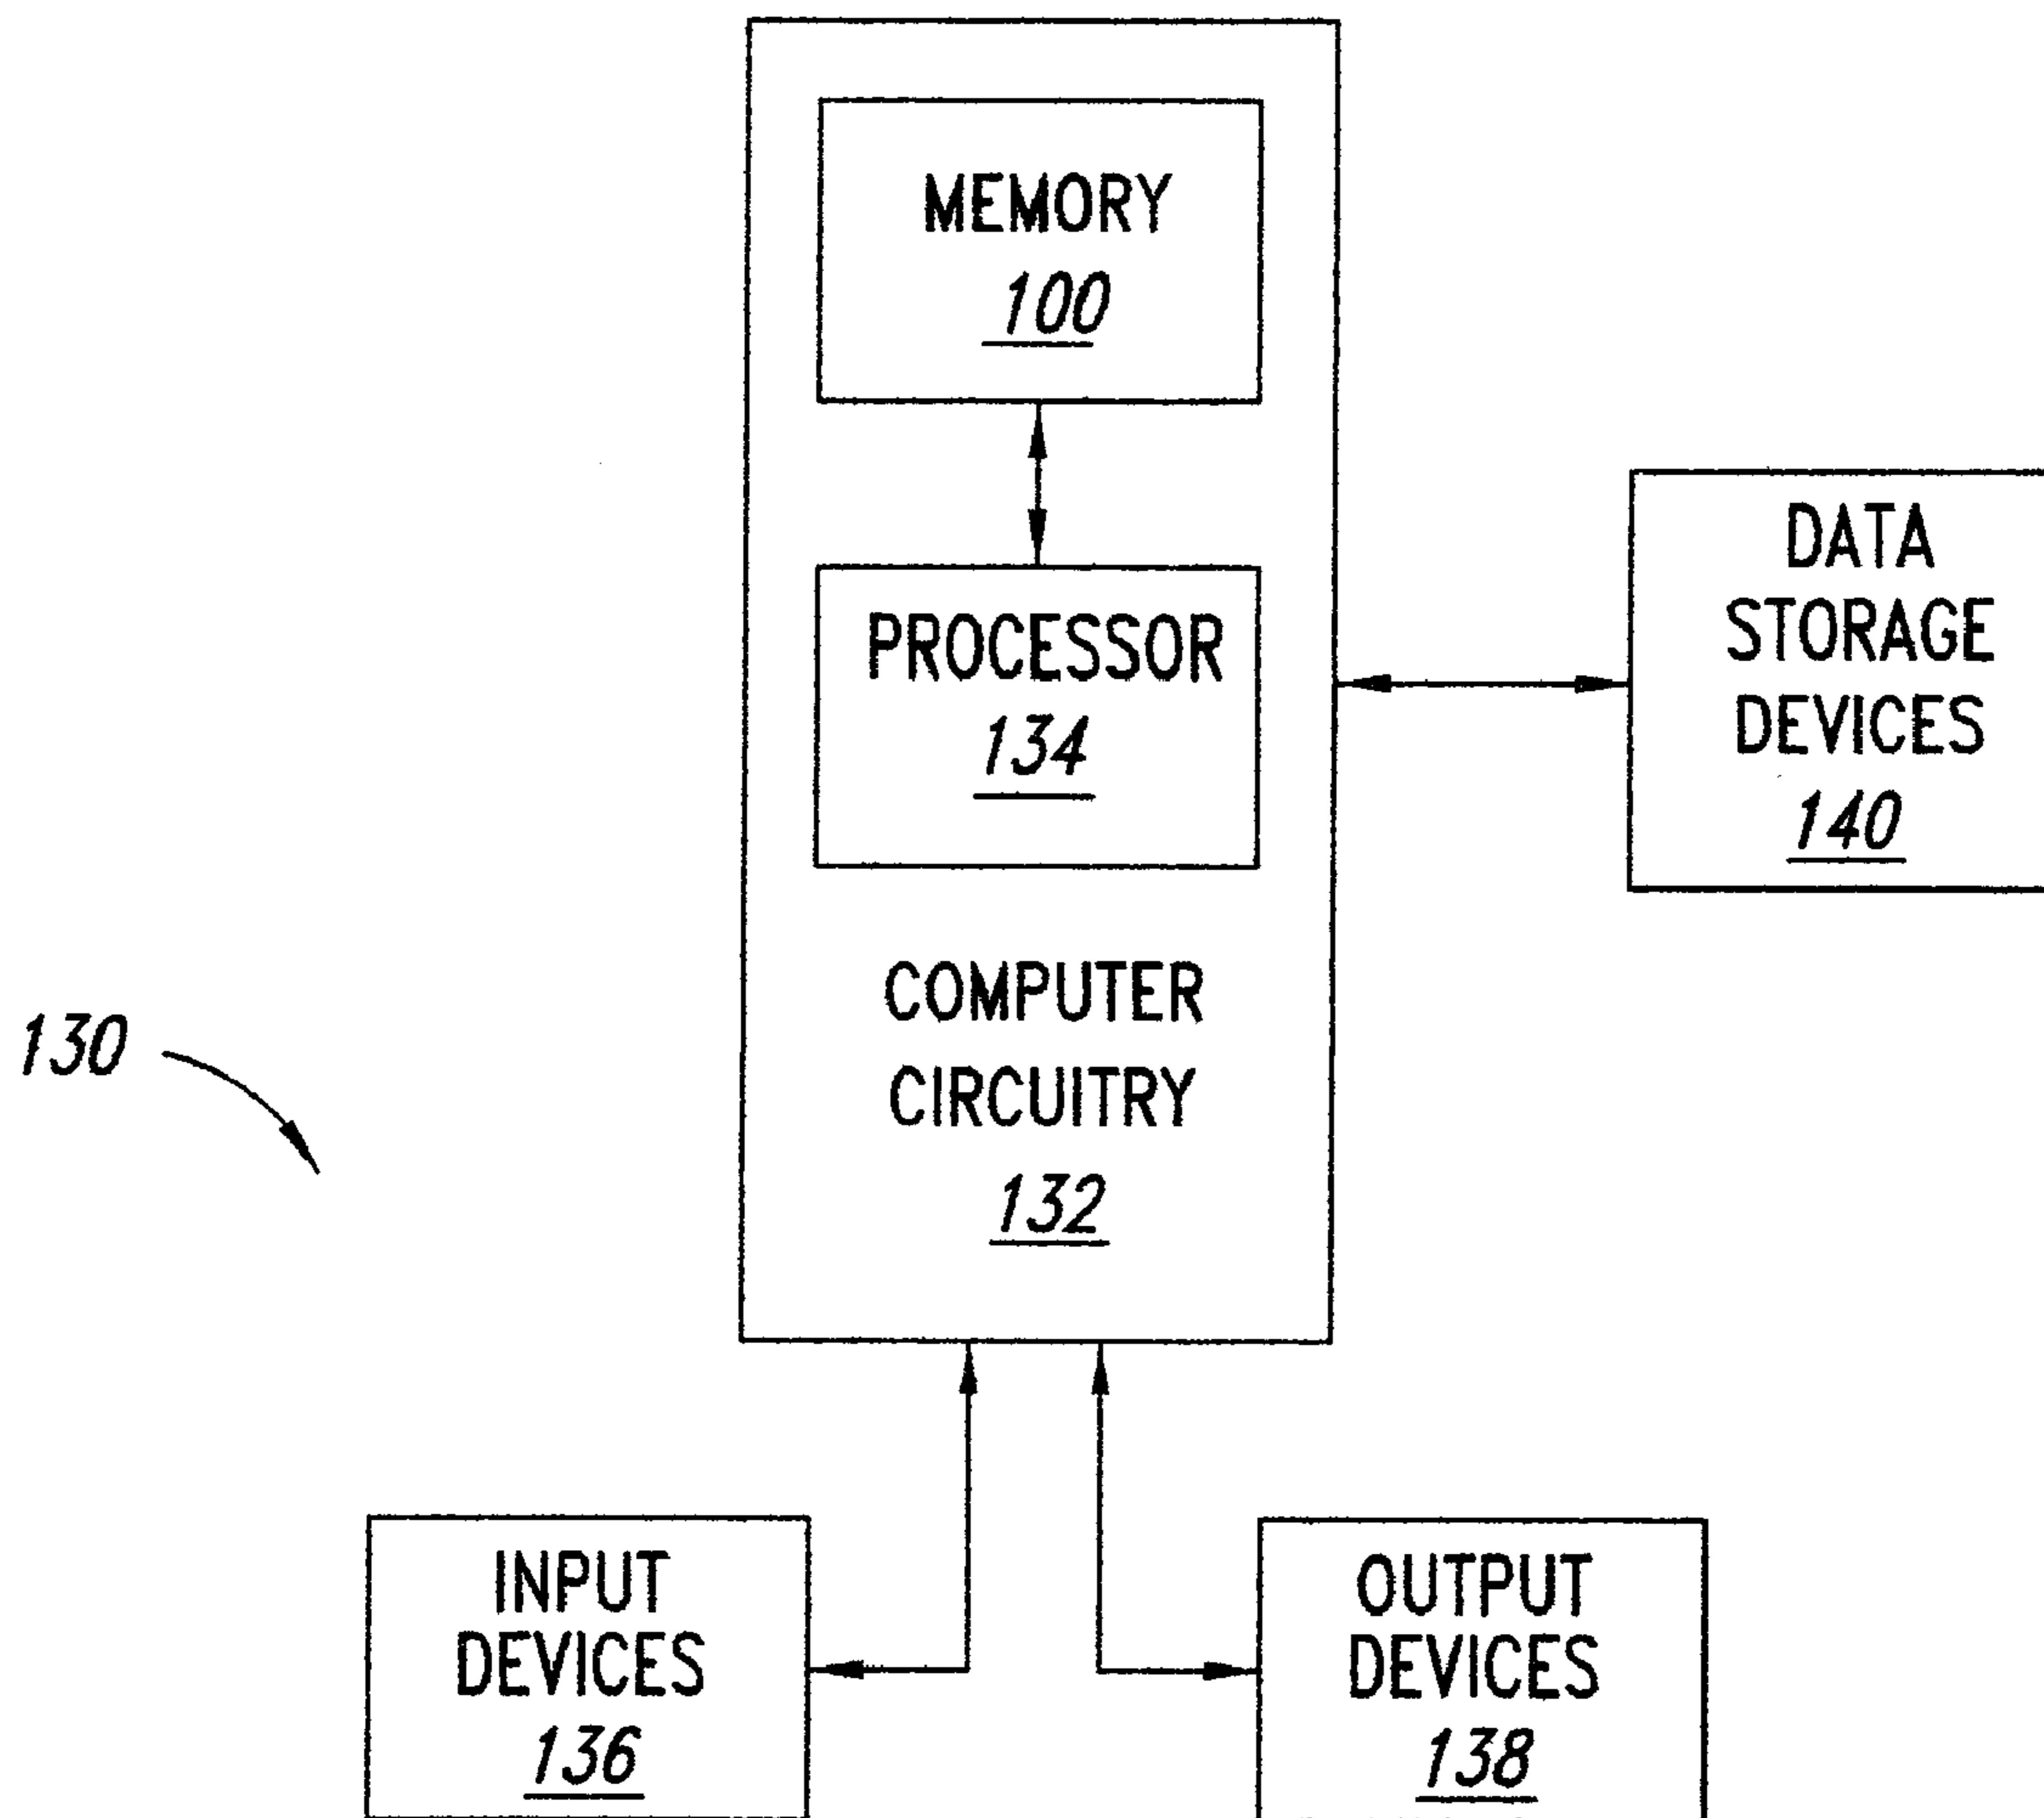 MEMORY
100
PROCESSOR
134
COMPUTER
CIRCUITRY
132
DATA
STORAGE
DEVICES
140
130
INPUT
DEVICES
136
OUTPUT
DEVICES
138